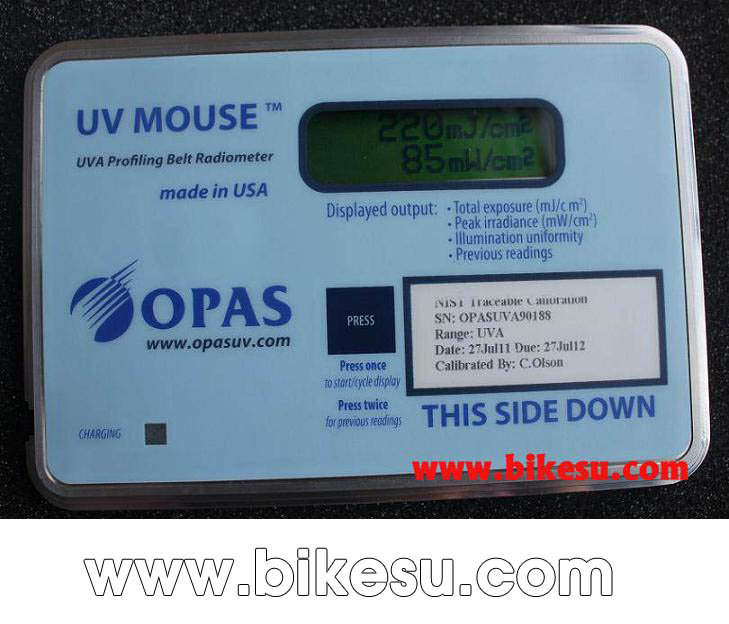 UV MOUSE™
UVA Profiling Belt Radiometer
made in USA
220mJ/cm²
85mW/cm²
Displayed output: • Total exposure (mJ/c m²)
• Peak irradiance (mW/cm²)
• Illumination uniformity
• Previous readings
OPAS
www.opasuv.com
PRESS
Press once
to start/cycle display
Press twice
for previous readings
NIST Traceable Calibration
SN: OPASUVA90188
Range: UVA
Date: 27Jul11 Due: 27Jul12
Calibrated By: C.Olson
THIS SIDE DOWN
CHARGING
www.bikesu.com
www.bikesu.com